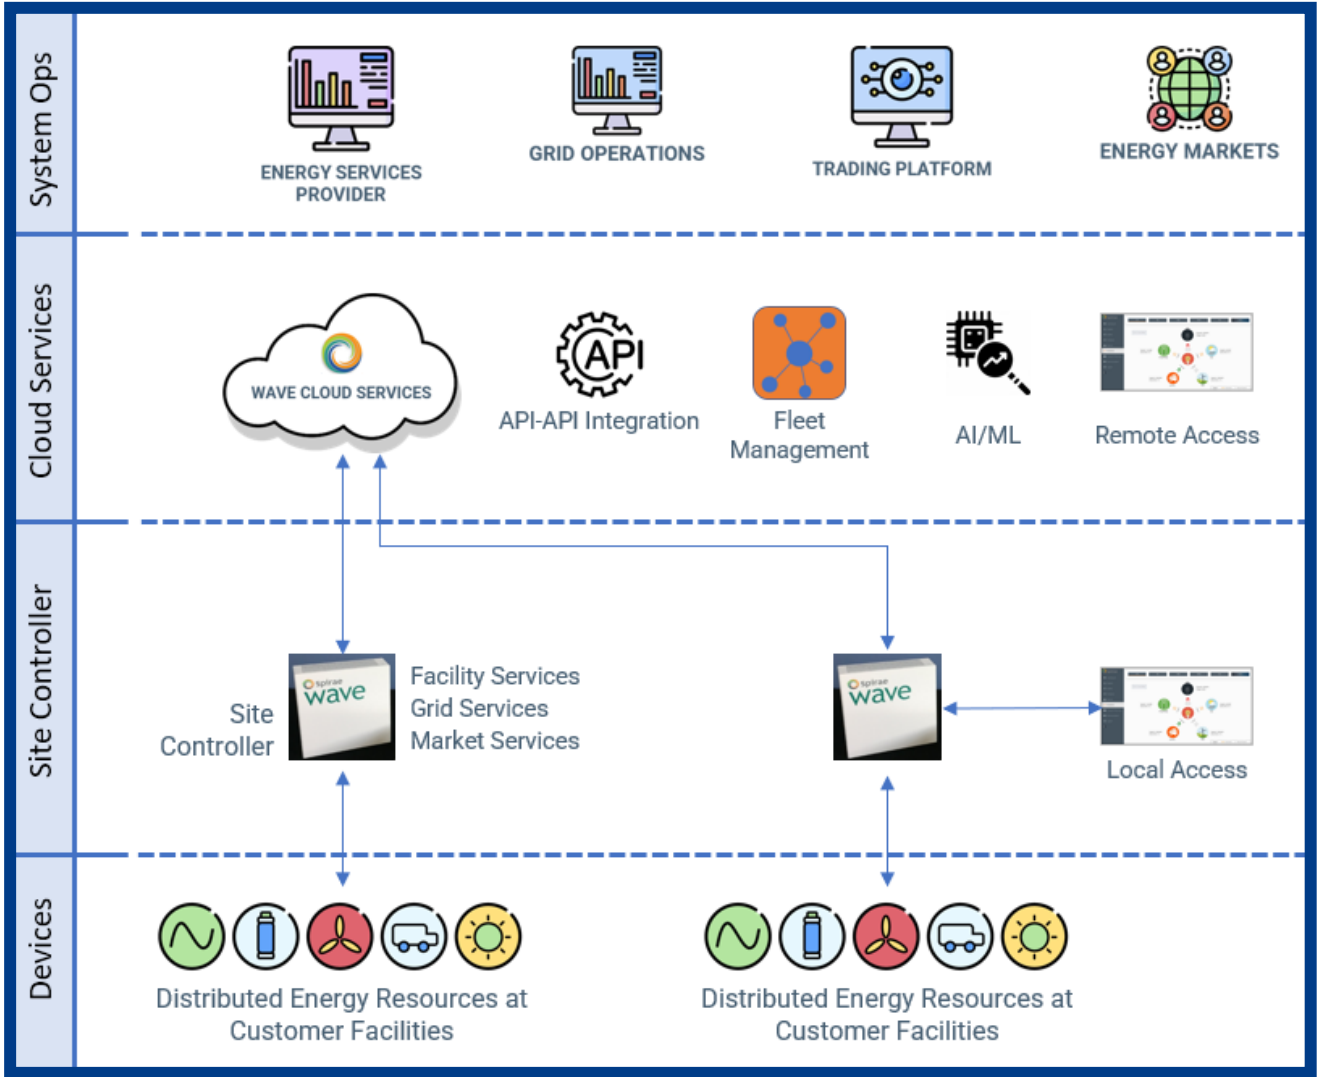 System Ops
ENERGY SERVICES
PROVIDER
GRID OPERATIONS
TRADING PLATFORM
ENERGY MARKETS
Cloud Services
WAVE CLOUD SERVICES
API
API-API Integration
Fleet
Management
AI/ML
Remote Access
Site Controller
Site
Controller
spirae
wave
Facility Services
Grid Services
Market Services
spirae
wave
Local Access
Devices
Distributed Energy Resources at
Customer Facilities
Distributed Energy Resources at
Customer Facilities